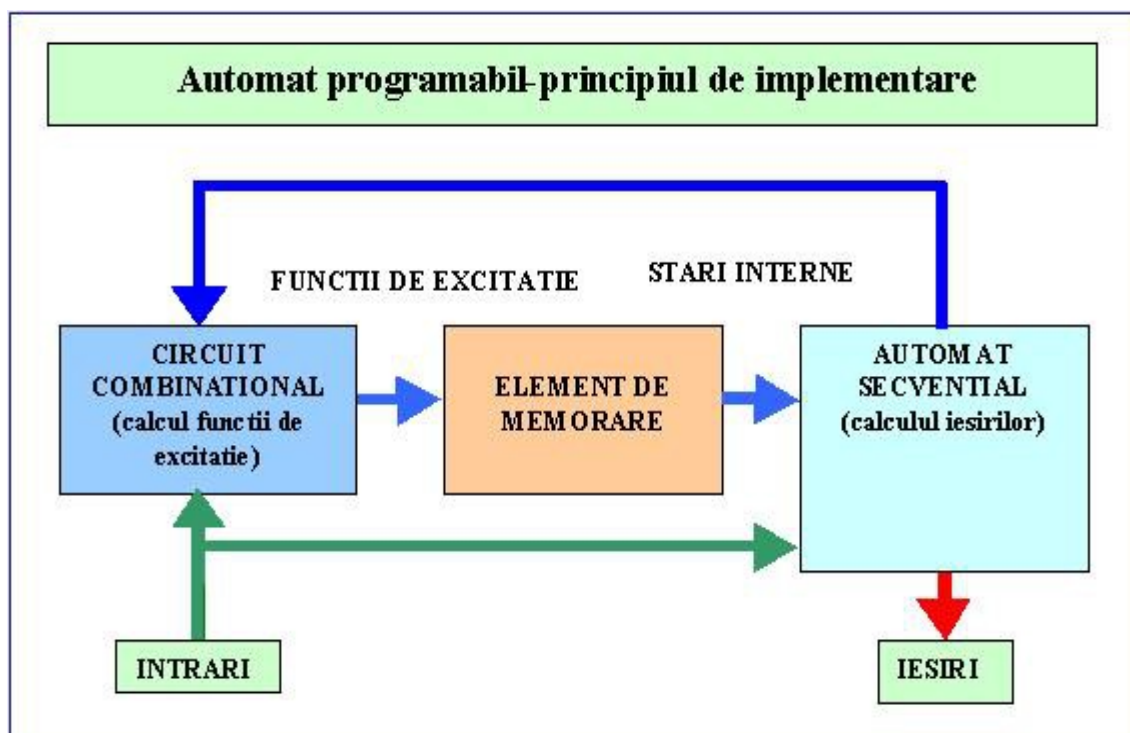 Automat programabil-principiul de implementare
FUNCTII DE EXCITATIE
STARI INTERNE
CIRCUIT
COMBINATIONAL
(calcul functii de
excitatie)
ELEMENT DE
MEMORARE
AUTOMAT
SECVENTIAL
(calculul iesirilor)
INTRARI
IESIRI